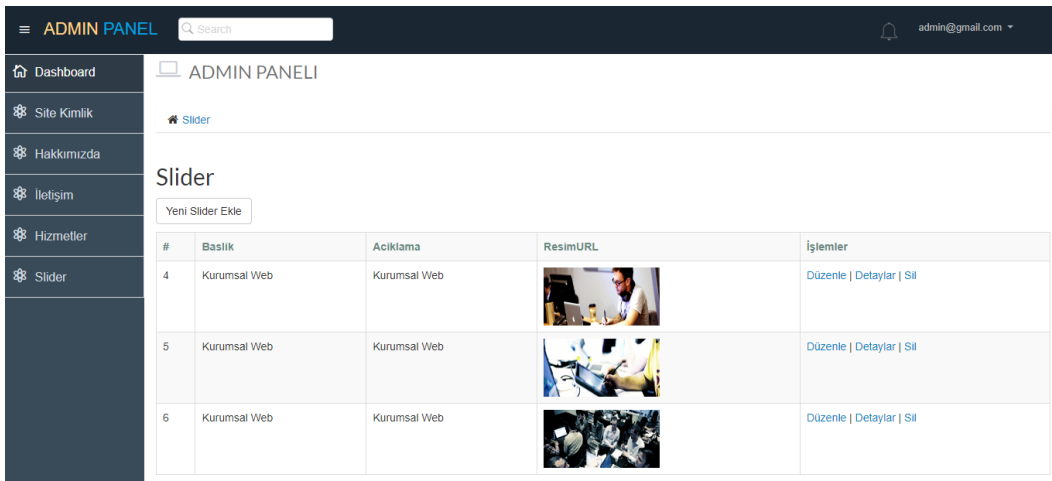 ≡ ADMIN PANEL Search admin@gmail.com
Dashboard
Site Kimlik
Hakkımızda
İletişim
Hizmetler
Slider
ADMIN PANELI
Slider
Slider
Yeni Slider Ekle
# Baslik Aciklama ResimURL İşlemler
4 Kurumsal Web Kurumsal Web Düzenle | Detaylar | Sil
5 Kurumsal Web Kurumsal Web Düzenle | Detaylar | Sil
6 Kurumsal Web Kurumsal Web Düzenle | Detaylar | Sil